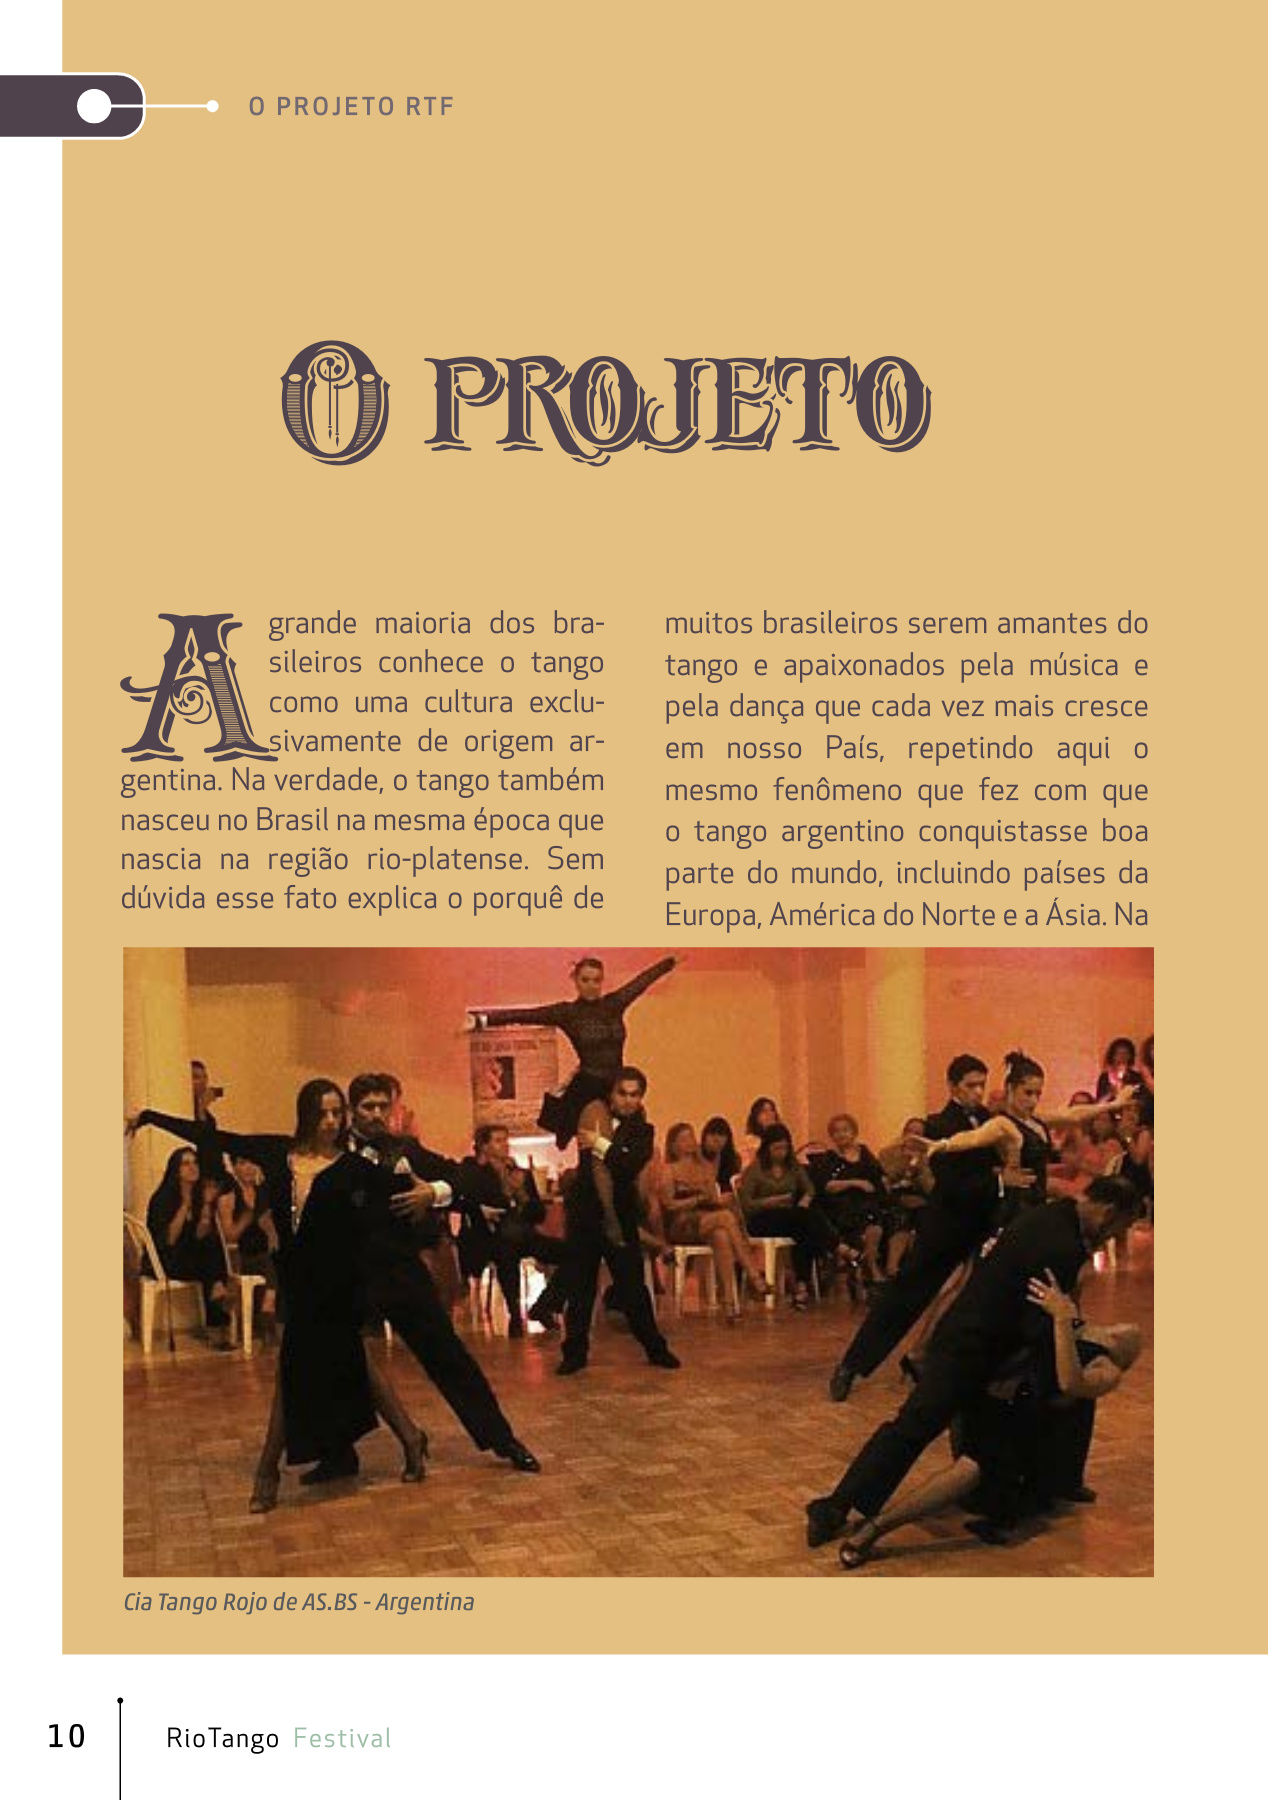 O PROJETO RTF
O PROJETO
A grande maioria dos bra-
sileiros conhece o tango
como uma cultura exclu-
sivamente de origem ar-
gentina. Na verdade, o tango também
nasceu no Brasil na mesma época que
nascia na região rio-platense. Sem
dúvida esse fato explica o porquê de
muitos brasileiros serem amantes do
tango e apaixonados pela música e
pela dança que cada vez mais cresce
em nosso País, repetindo aqui o
mesmo fenômeno que fez com que
o tango argentino conquistasse boa
parte do mundo, incluindo países da
Europa, América do Norte e a Ásia. Na
Cia Tango Rojo de AS.BS - Argentina
10
RioTango Festival